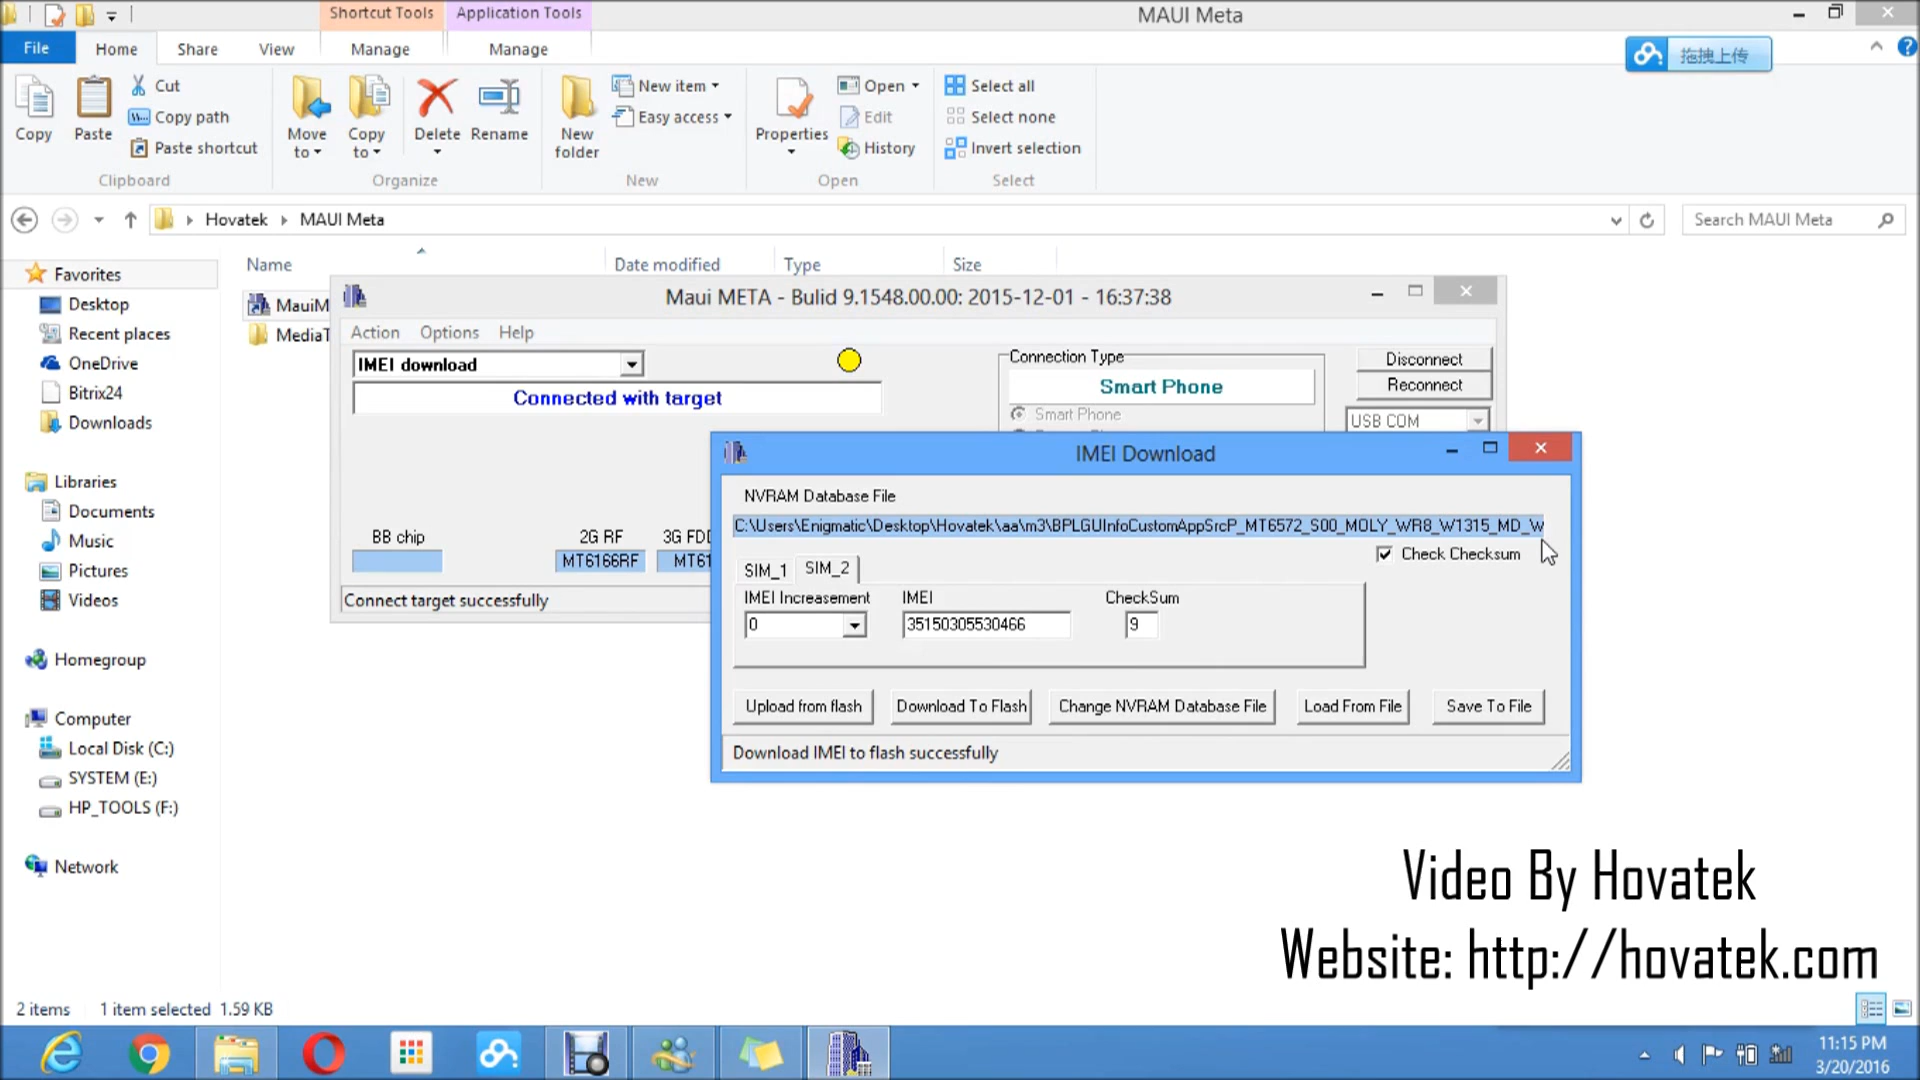 Shortcut Tools
Application Tools
MAUI Meta
File
Home
Share
View
Manage
Manage
拖拽上传
Copy
Paste
Cut
Copy path
Paste shortcut
Clipboard
Move to
Copy to
Delete
Rename
Organize
New folder
New item
Easy access
New
Properties
Open
Edit
History
Open
Select all
Select none
Invert selection
Select
Hovatek
MAUI Meta
Search MAUI Meta
Name
Date modified
Type
Size
Favorites
Desktop
Recent places
OneDrive
Bitrix24
Downloads
Libraries
Documents
Music
Pictures
Videos
Homegroup
Computer
Local Disk (C:)
SYSTEM (E:)
HP_TOOLS (F:)
Network
MauiM
MediaT
Maui META - Bulid 9.1548.00.00: 2015-12-01 - 16:37:38
Action
Options
Help
IMEI download
Connected with target
Connection Type
Smart Phone
Smart Phone
Disconnect
Reconnect
USB COM
BB chip
2G RF
3G FDD
MT6166RF
MT61
Connect target successfully
IMEI Download
NVRAM Database File
C:\Users\Enigmatic\Desktop\Hovatek\aa\m3\BPLGUInfoCustomAppSrcP_MT6572_S00_MOLY_WR8_W1315_MD_W
Check Checksum
SIM_1
SIM_2
IMEI Increasement
IMEI
CheckSum
0
35150305530466
9
Upload from flash
Download To Flash
Change NVRAM Database File
Load From File
Save To File
Download IMEI to flash successfully
Video By Hovatek
Website: http://hovatek.com
2 items
1 item selected 1.59 KB
11:15 PM
3/20/2016